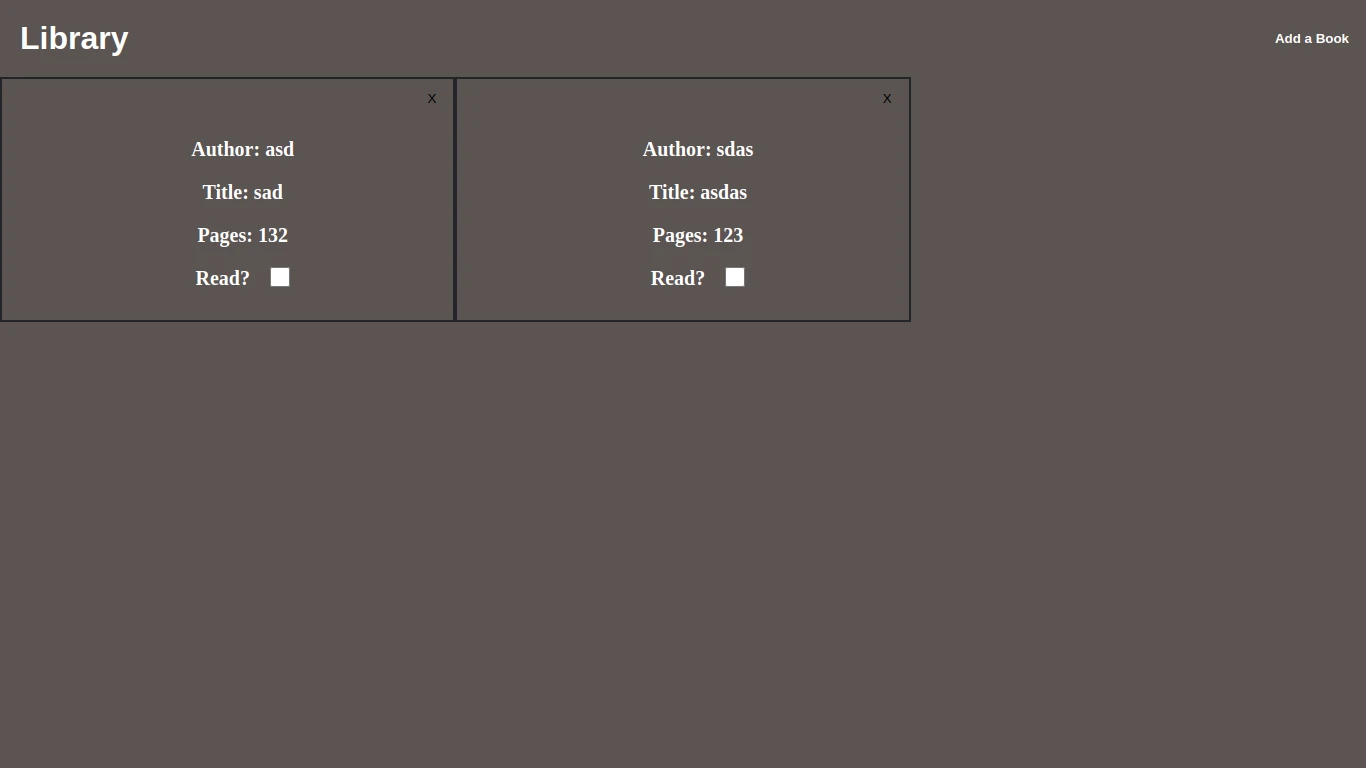 Library
Add a Book
X
Author: asd
Title: sad
Pages: 132
Read?
X
Author: sdas
Title: asdas
Pages: 123
Read?